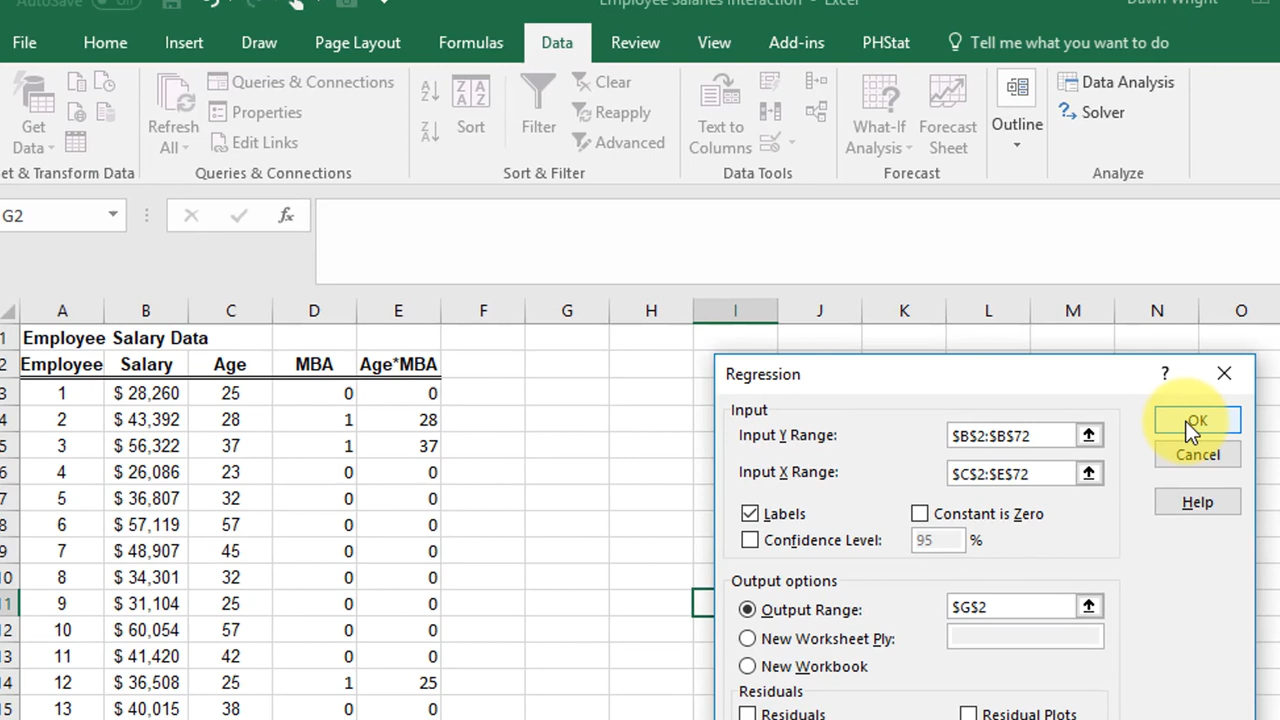 AutoSave Off Employee Salaries Interaction - Excel Dawn Wright
File Home Insert Draw Page Layout Formulas Data Review View Add-ins PHStat Tell me what you want to do
Get Data
Refresh All
Queries & Connections
Properties
Edit Links
Sort
Filter
Clear
Reapply
Advanced
Text to Columns
What-If Analysis
Forecast Sheet
Outline
Data Analysis
Solver
et & Transform Data Queries & Connections Sort & Filter Data Tools Forecast Analyze
G2 fx
A B C D E F G H I J K L M N O
1 Employee Salary Data
2 Employee Salary Age MBA Age*MBA
3 1 $ 28,260 25 0 0
4 2 $ 43,392 28 1 28
5 3 $ 56,322 37 1 37
6 4 $ 26,086 23 0 0
7 5 $ 36,807 32 0 0
8 6 $ 57,119 57 0 0
9 7 $ 48,907 45 0 0
10 8 $ 34,301 32 0 0
11 9 $ 31,104 25 0 0
12 10 $ 60,054 57 0 0
13 11 $ 41,420 42 0 0
14 12 $ 36,508 25 1 25
15 13 $ 40,015 38 0 0
Regression ?
Input
Input Y Range: $B$2:$B$72
Input X Range: $C$2:$E$72
Labels Constant is Zero
Confidence Level: 95 %
Output options
Output Range: $G$2
New Worksheet Ply:
New Workbook
Residuals
Residuals Residual Plots
OK
Cancel
Help